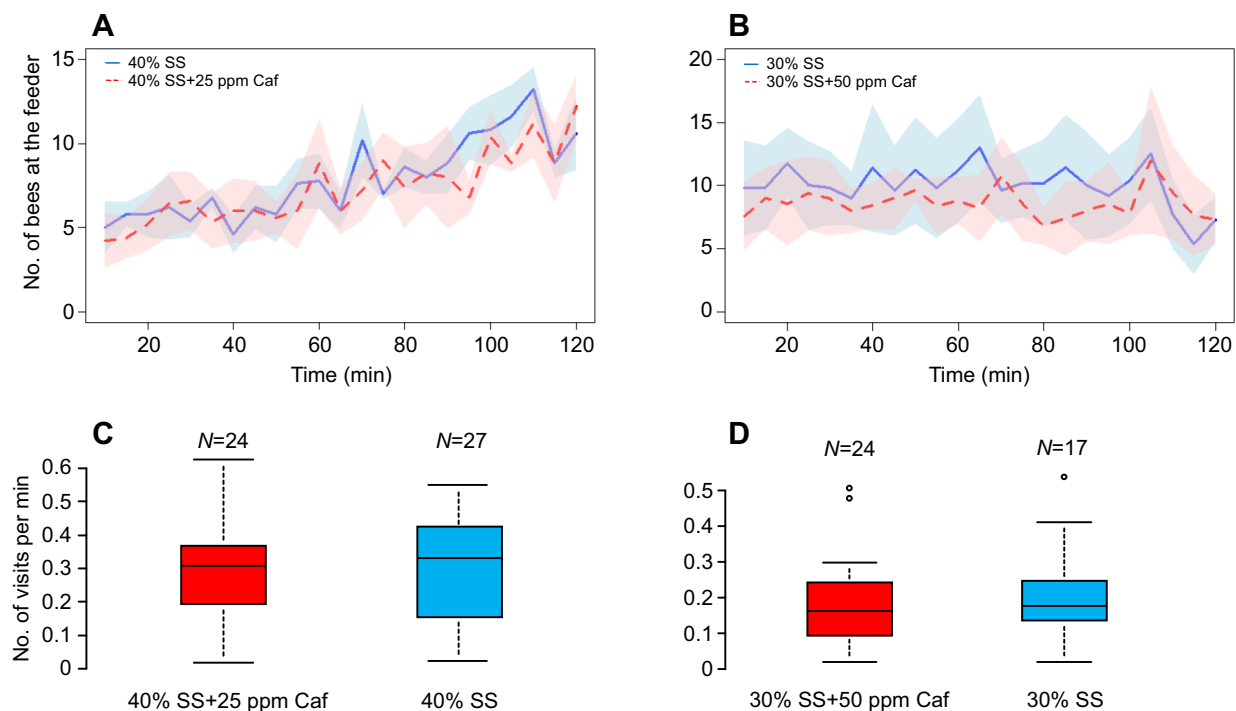 A
No. of bees at the feeder
15
10
5
0
40% SS
40% SS+25 ppm Caf
20 40 60 80 100 120
Time (min)
B
20
15
10
5
0
30% SS
30% SS+50 ppm Caf
20 40 60 80 100 120
Time (min)
C
No. of visits per min
N=24 N=27
0.6
0.5
0.4
0.3
0.2
0.1
0
40% SS+25 ppm Caf 40% SS
D
N=24 N=17
0.5
0.4
0.3
0.2
0.1
0
30% SS+50 ppm Caf 30% SS